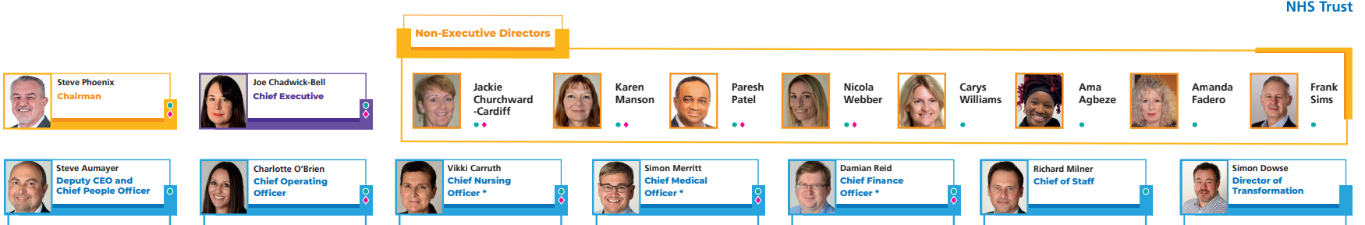 NHS Trust
Non-Executive Directors
Steve Phoenix
Chairman
Joe Chadwick-Bell
Chief Executive
Jackie
Churchward
-Cardiff
Karen
Manson
Paresh
Patel
Nicola
Webber
Carys
Williams
Ama
Agbeze
Amanda
Fadero
Frank
Sims
Steve Aumayer
Deputy CEO and
Chief People Officer
Charlotte O'Brien
Chief Operating
Officer
Vikki Carruth
Chief Nursing
Officer *
Simon Merritt
Chief Medical
Officer *
Damian Reid
Chief Finance
Officer *
Richard Milner
Chief of Staff
Simon Dowse
Director of
Transformation